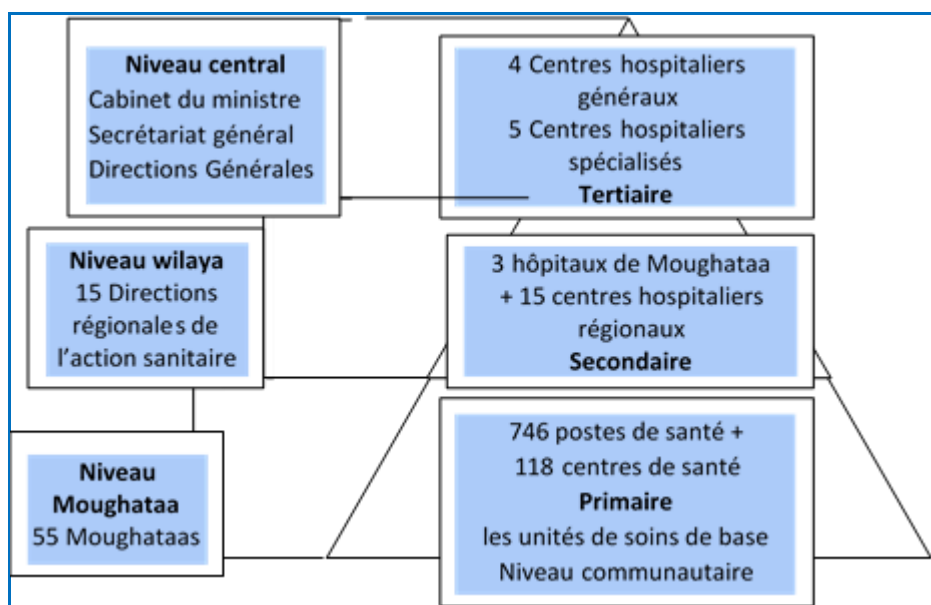 Niveau central
Cabinet du ministre
Secrétariat général
Directions Générales
4 Centres hospitaliers
généraux
5 Centres hospitaliers
spécialisés
Tertiaire
Niveau wilaya
15 Directions
régionales de
l'action sanitaire
3 hôpitaux de Moughataa
+ 15 centres hospitaliers
régionaux
Secondaire
Niveau
Moughataa
55 Moughataas
746 postes de santé +
118 centres de santé
Primaire
les unités de soins de base
Niveau communautaire